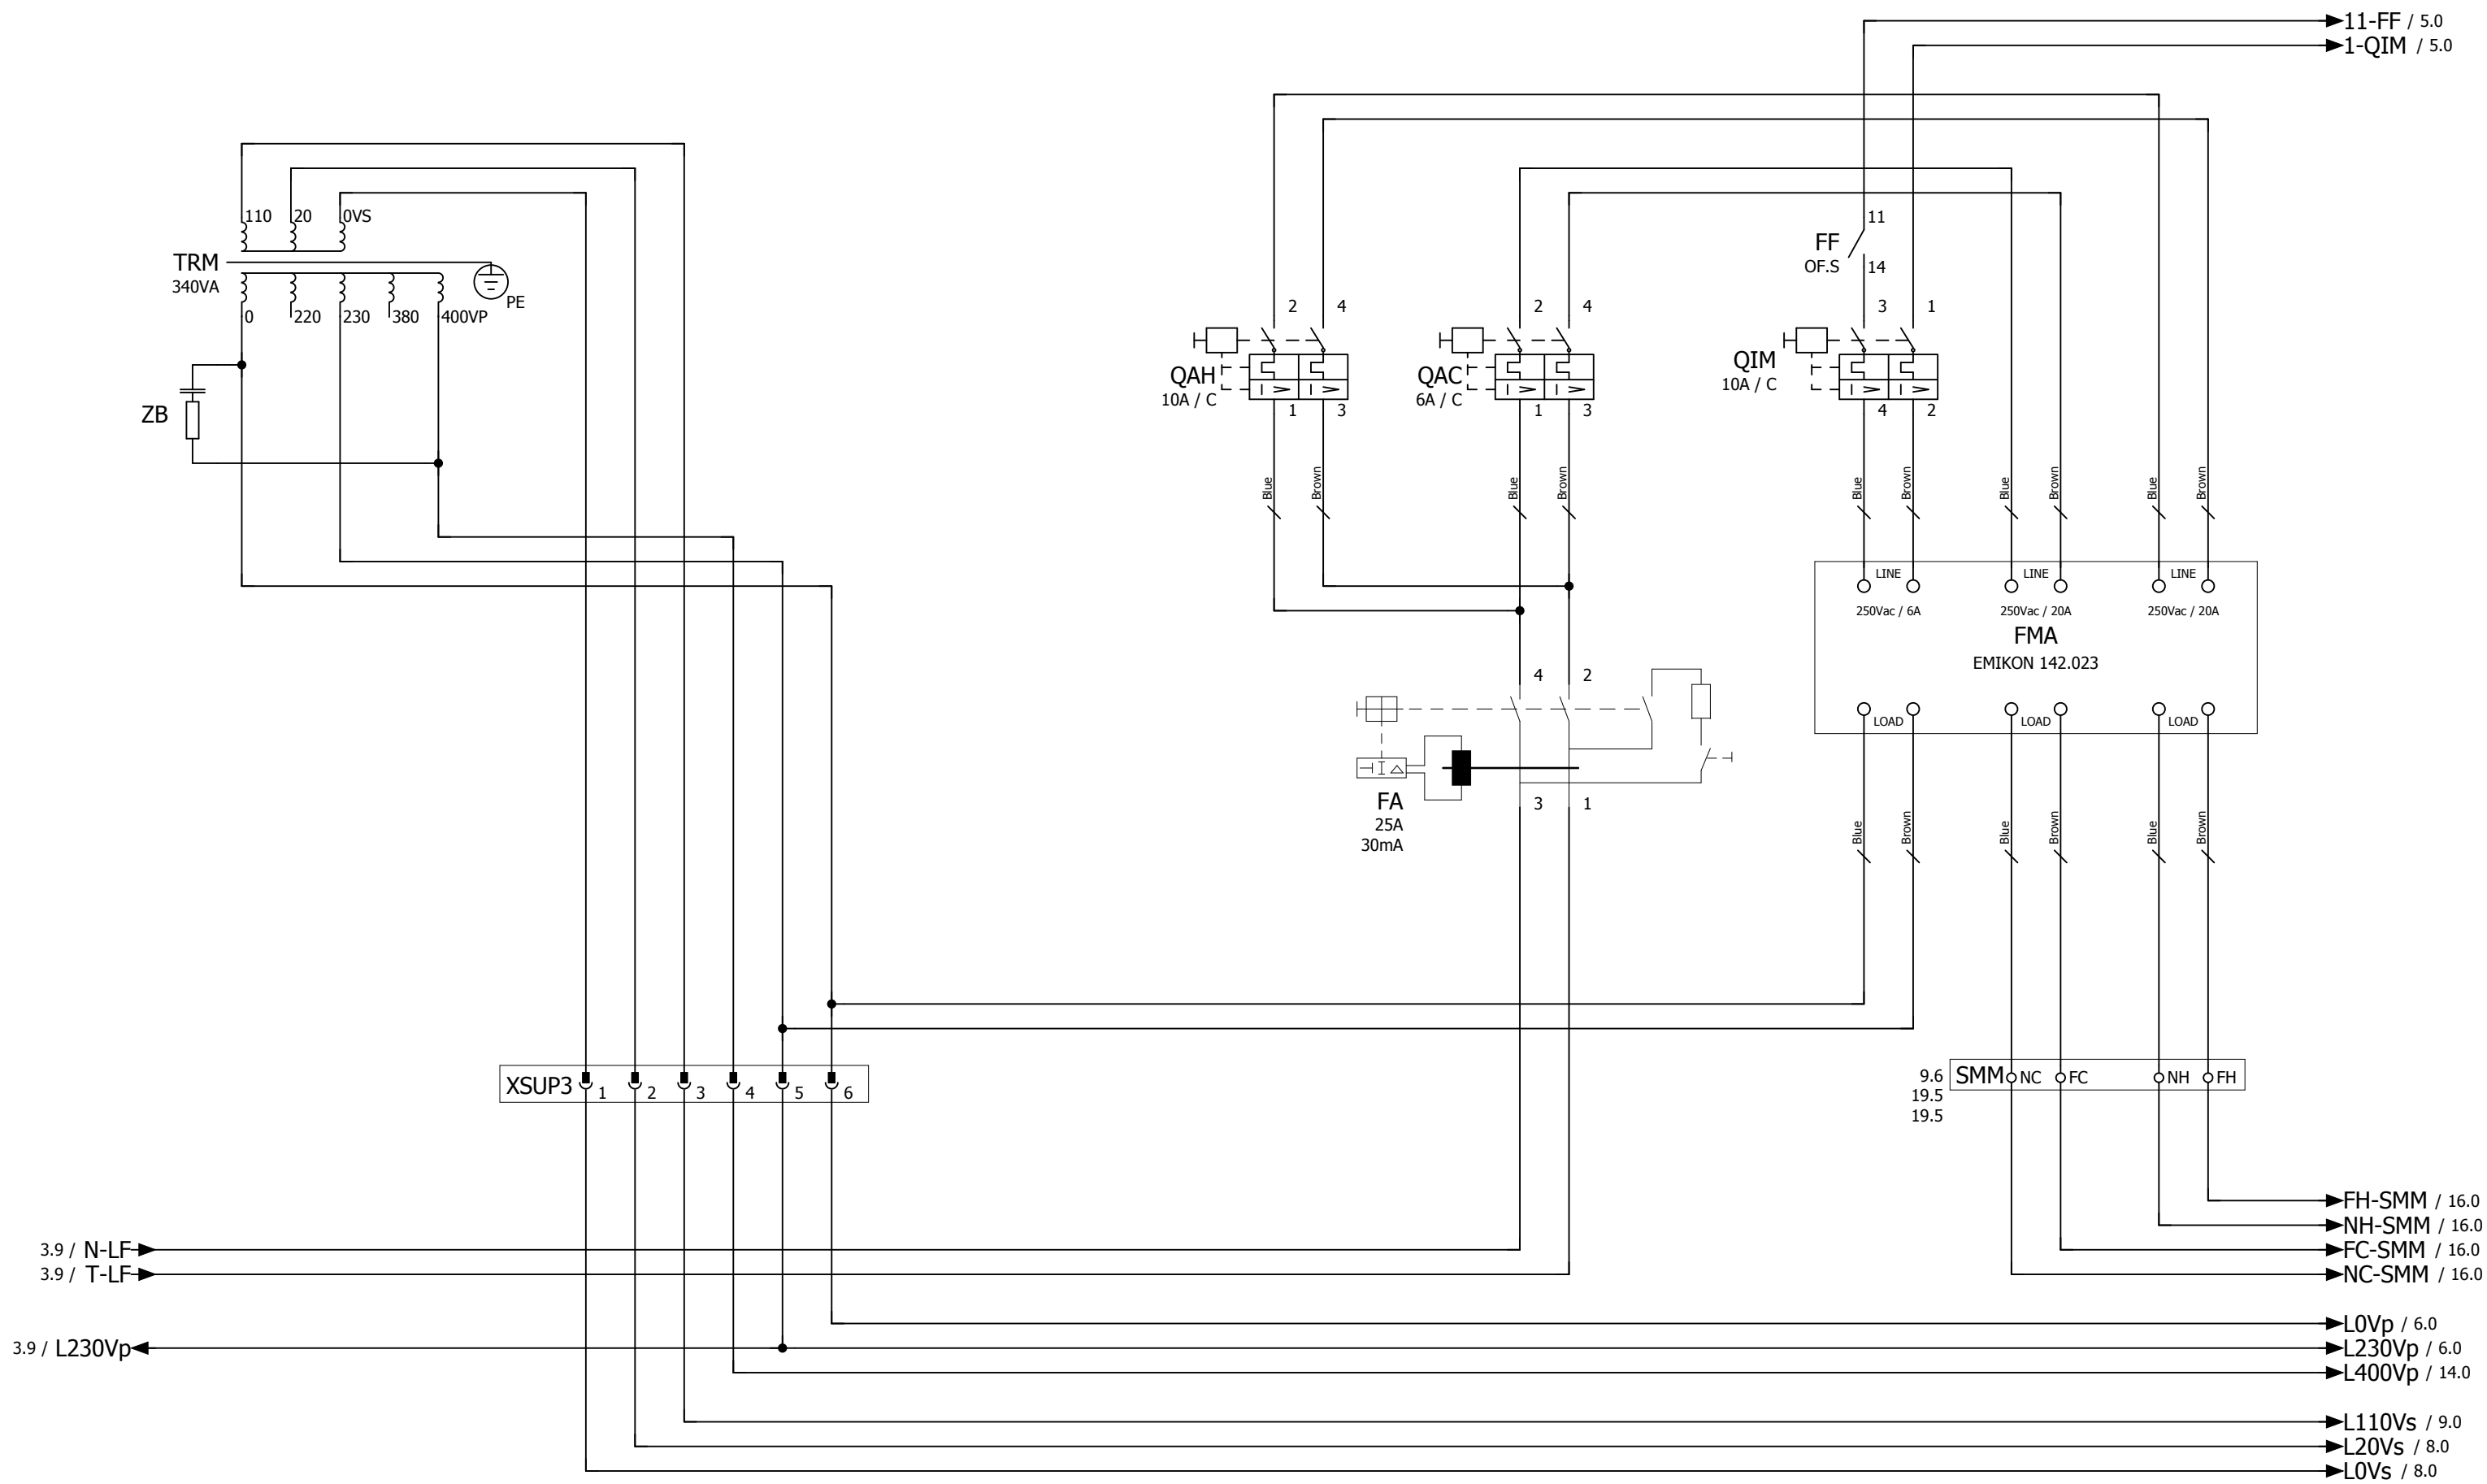 11-FF / 5.0
1-QIM / 5.0
110 20 0VS
TRM
340VA
PE
0 220 230 380 400VP
ZB
11
FF
OF.S
14
2 4
QAH
10A / C
1 3
2 4
QAC
6A / C
1 3
3 1
QIM
10A / C
4 2
Blue Brown Blue Brown Blue Brown Blue Brown Blue Brown
LINE LINE LINE
250Vac / 6A 250Vac / 20A 250Vac / 20A
FMA
EMIKON 142.023
LOAD LOAD LOAD
4 2
I
FA
25A
30mA
3 1
Blue Brown Blue Brown Blue Brown
XSUP3 1 2 3 4 5 6
9.6
19.5
19.5
SMM NC FC NH FH
FH-SMM / 16.0
NH-SMM / 16.0
FC-SMM / 16.0
NC-SMM / 16.0
3.9 / N-LF
3.9 / T-LF
3.9 / L230Vp
L0Vp / 6.0
L230Vp / 6.0
L400Vp / 14.0
L110Vs / 9.0
L20Vs / 8.0
L0Vs / 8.0